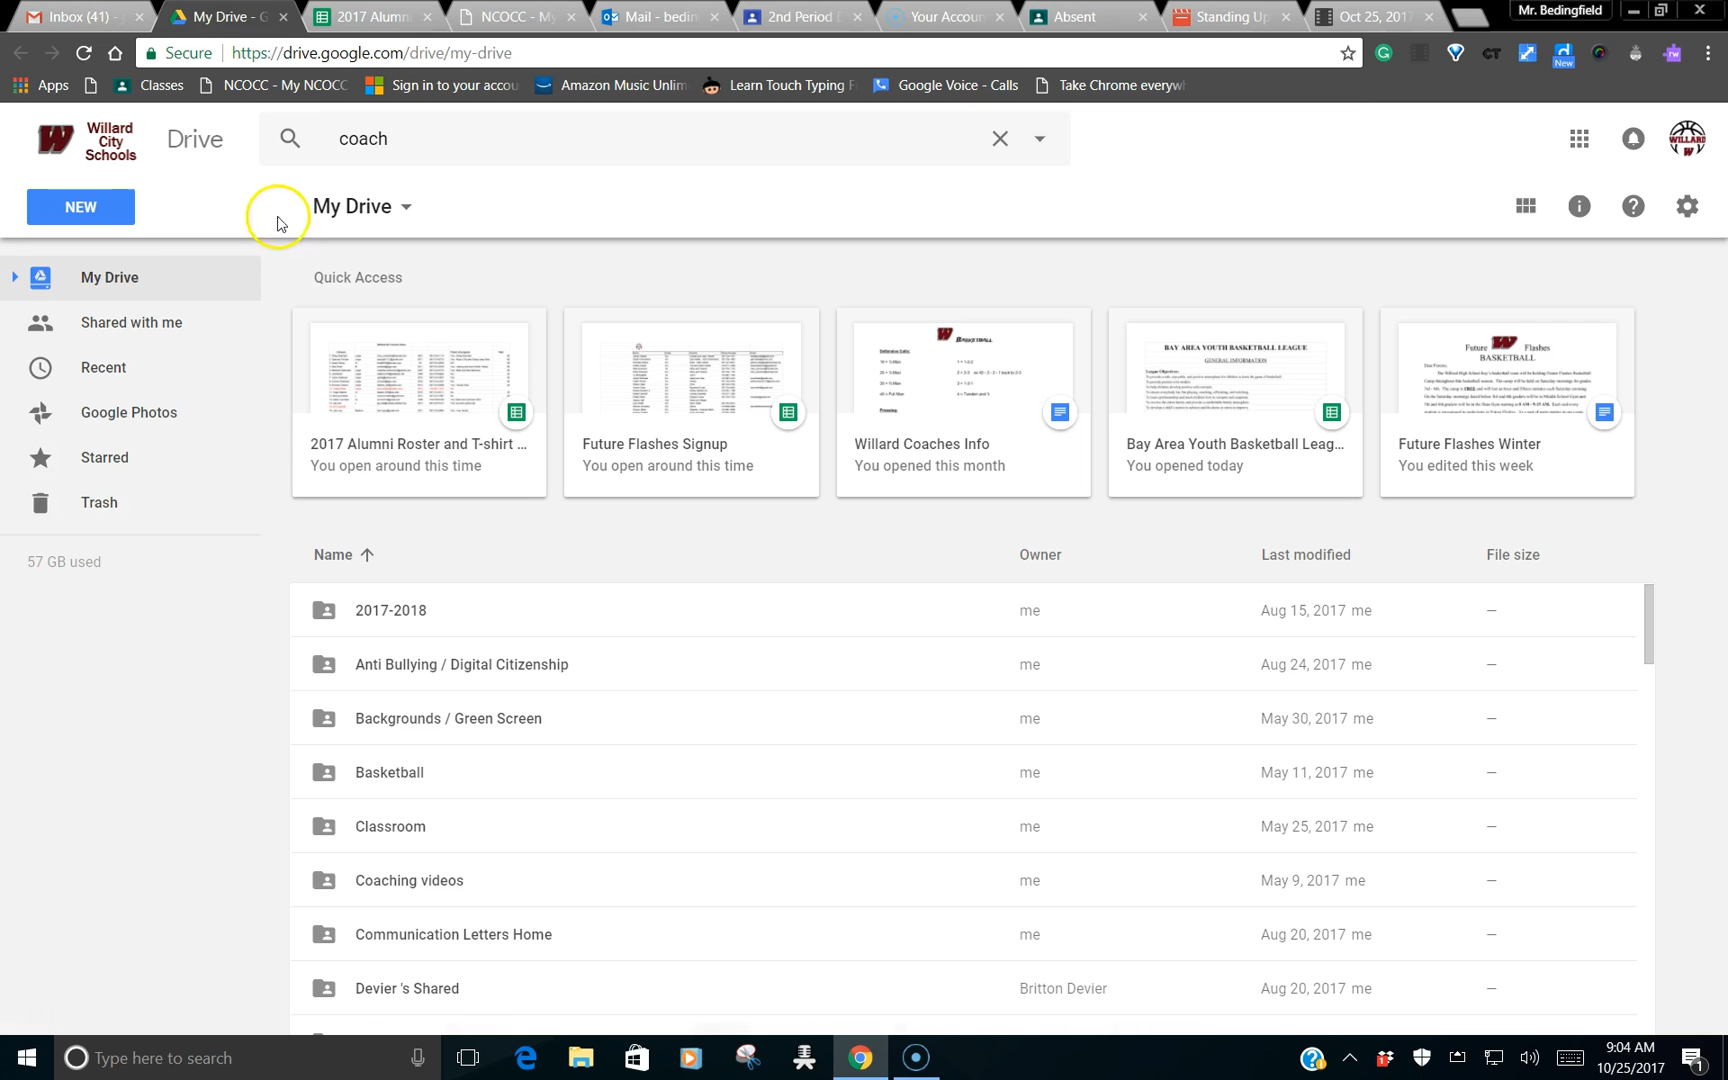 Inbox (41) -
My Drive - G
2017 Alumni
NCOCC - My
Mail - bedin
2nd Period D
Your Accoun
Absent
Standing Up
Oct 25, 2017
Mr. Bedingfield
Secure
https://drive.google.com/drive/my-drive
Apps
Classes
NCOCC - My NCOCC
Sign in to your accou
Amazon Music Unlim
Learn Touch Typing F
Google Voice - Calls
Take Chrome everyw
New
Willard
City
Schools
Drive
coach
WILLARD
NEW
My Drive
My Drive
Shared with me
Recent
Google Photos
Starred
Trash
57 GB used
Quick Access
BASKETBALL
BAY AREA YOUTH BASKETBALL LEAGUE
GENERAL INFORMATION
Future W Flashes
BASKETBALL
2017 Alumni Roster and T-shirt ...
You open around this time
Future Flashes Signup
You open around this time
Willard Coaches Info
You opened this month
Bay Area Youth Basketball Leag...
You opened today
Future Flashes Winter
You edited this week
Name Owner Last modified File size
2017-2018 me Aug 15, 2017 me —
Anti Bullying / Digital Citizenship me Aug 24, 2017 me —
Backgrounds / Green Screen me May 30, 2017 me —
Basketball me May 11, 2017 me —
Classroom me May 25, 2017 me —
Coaching videos me May 9, 2017 me —
Communication Letters Home me Aug 20, 2017 me —
Devier 's Shared Britton Devier Aug 20, 2017 me —
Type here to search
9:04 AM
10/25/2017
1